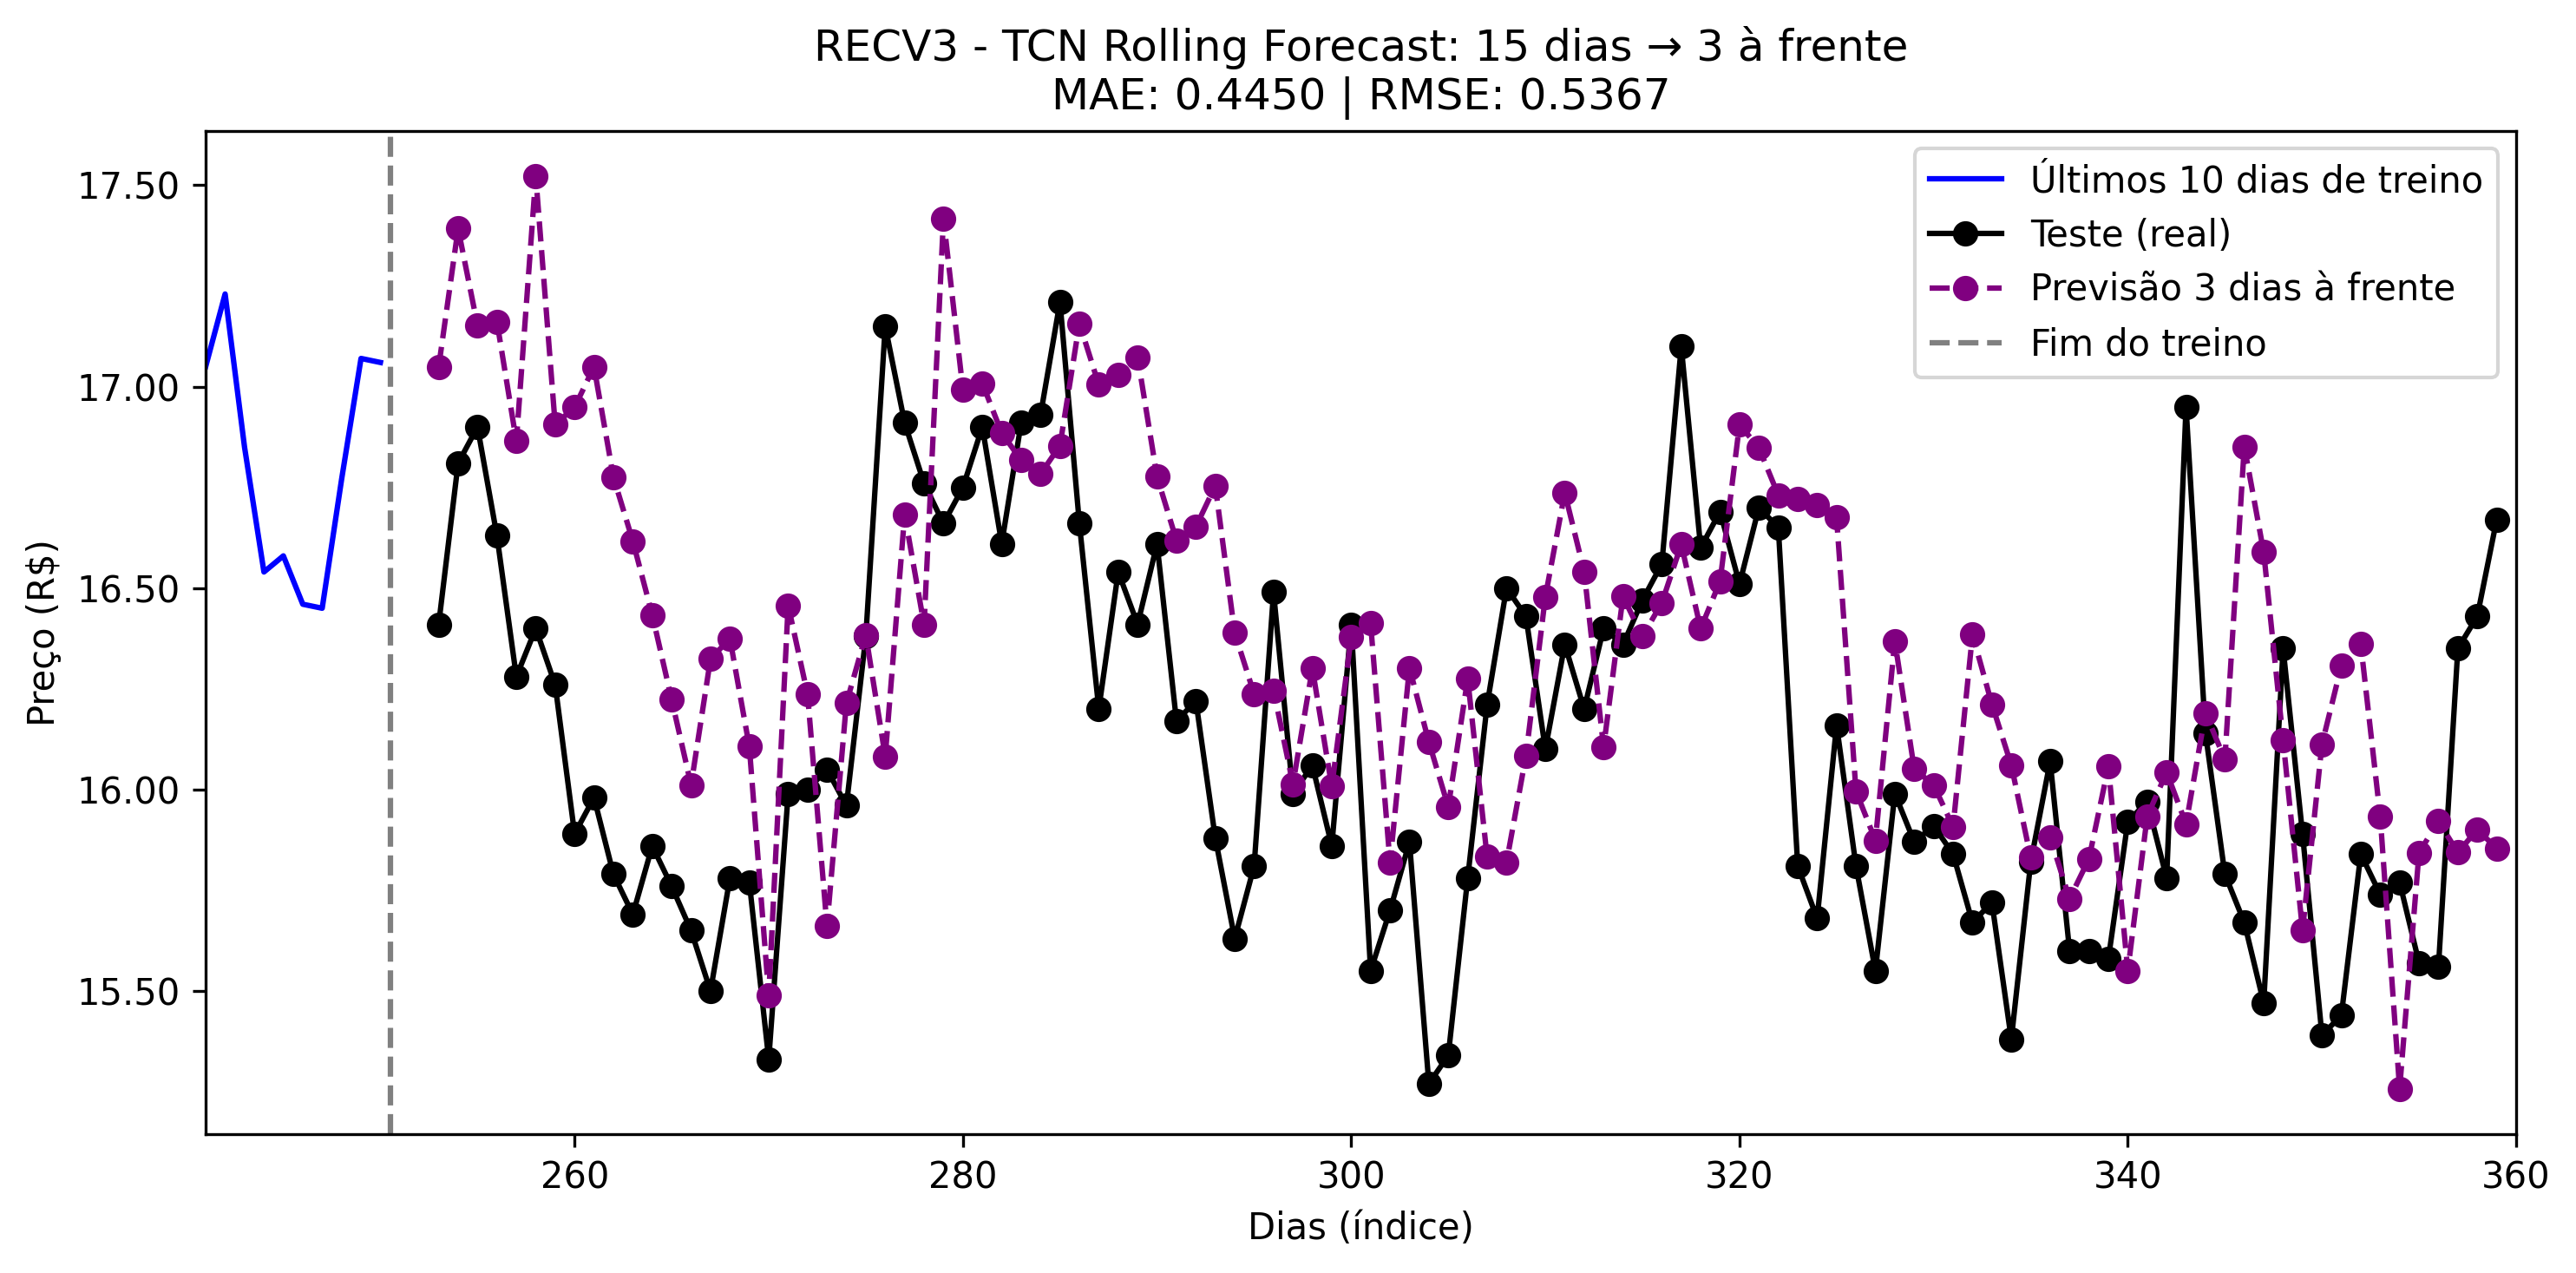 RECV3 - TCN Rolling Forecast: 15 dias → 3 à frente
MAE: 0.4450 | RMSE: 0.5367
Últimos 10 dias de treino
Teste (real)
Previsão 3 dias à frente
Fim do treino
Preço (R$)
17.50
17.00
16.50
16.00
15.50
260
280
300
320
340
360
Dias (índice)